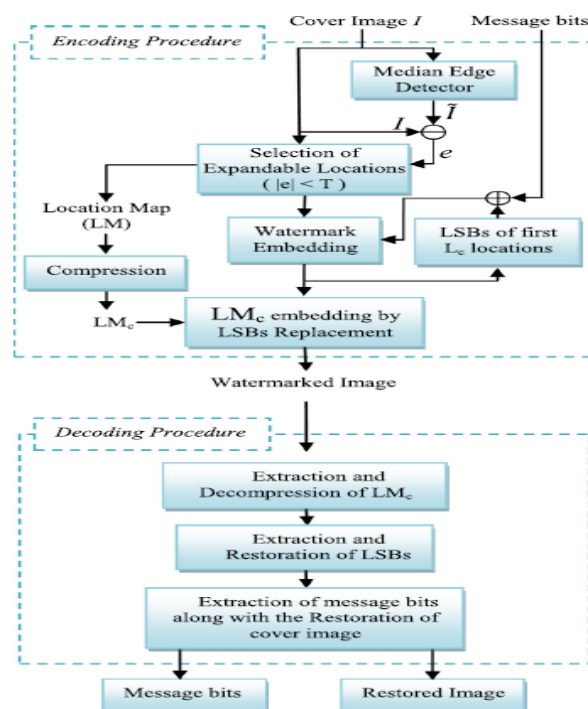 Cover Image I
Message bits
Encoding Procedure
Median Edge
Detector
Ĩ
I
e
Selection of
Expandable Locations
( |e| < T )
Location Map
(LM)
Watermark
Embedding
LSBs of first
Lc locations
Compression
LMc
LMc embedding by
LSBs Replacement
Watermarked Image
Decoding Procedure
Extraction and
Decompression of LMc
Extraction and
Restoration of LSBs
Extraction of message bits
along with the Restoration of
cover image
Message bits
Restored Image